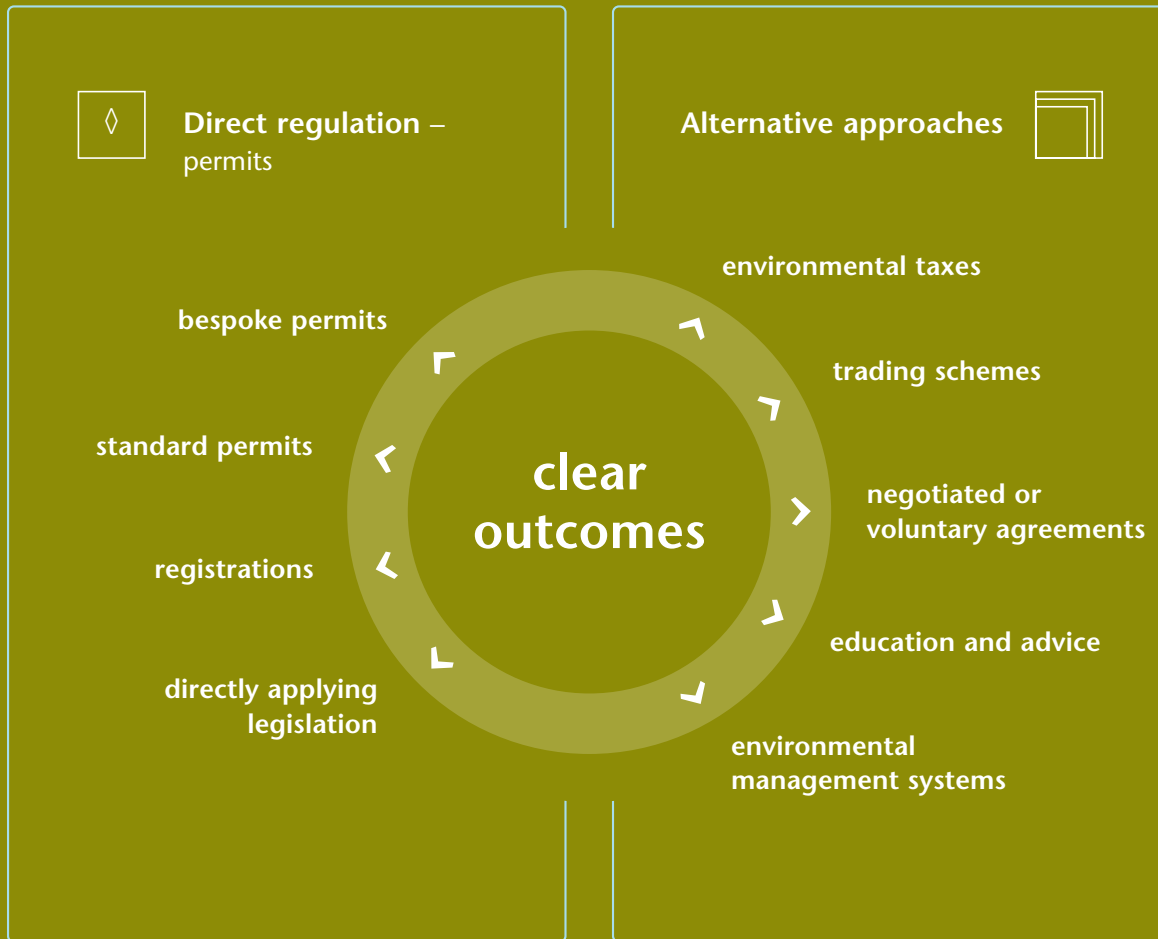 Direct regulation –
permits
bespoke permits
standard permits
registrations
directly applying
legislation
clear
outcomes
Alternative approaches
environmental taxes
trading schemes
negotiated or
voluntary agreements
education and advice
environmental
management systems